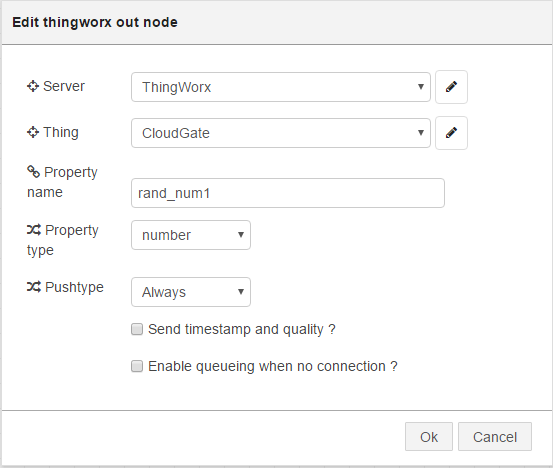 Edit thingworx out node
Server
ThingWorx
Thing
CloudGate
Property
name
rand_num1
Property
type
number
Pushtype
Always
Send timestamp and quality ?
Enable queueing when no connection ?
Ok
Cancel